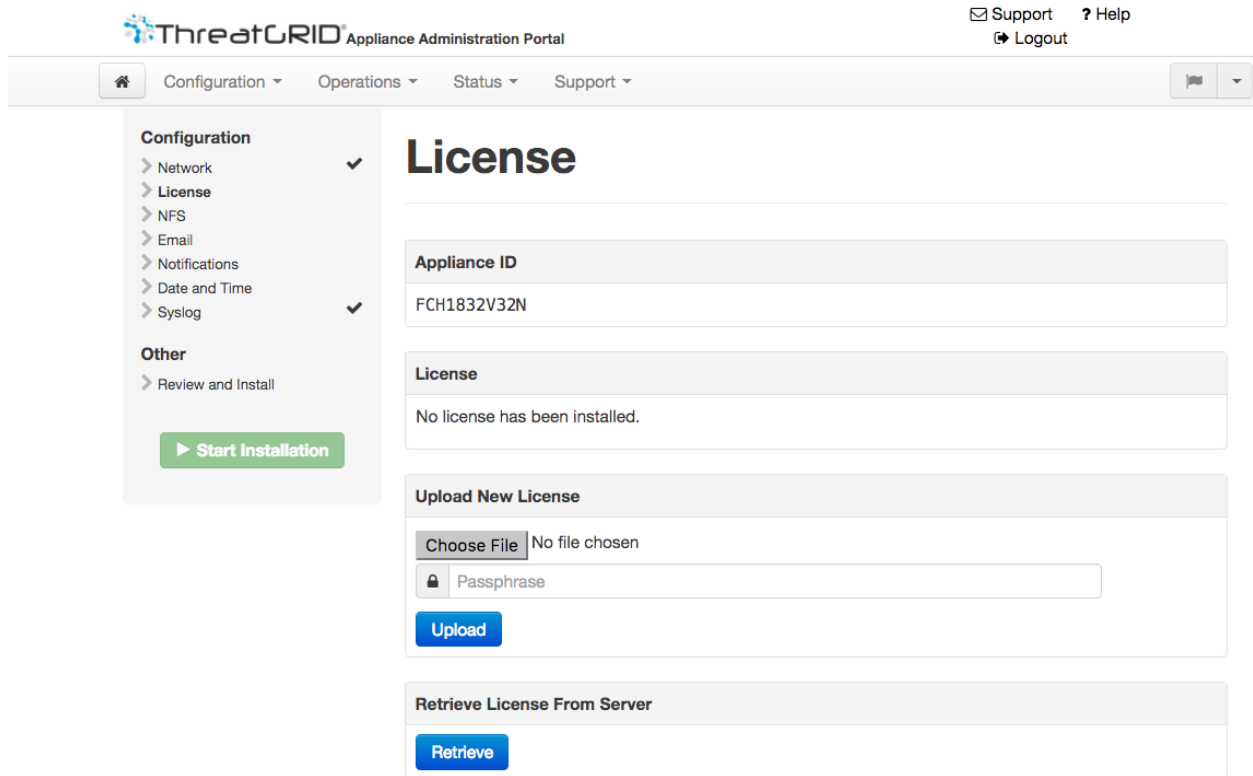 ThreatGRID Appliance Administration Portal
Support ? Help
Logout
Configuration Operations Status Support
Configuration
Network
License
NFS
Email
Notifications
Date and Time
Syslog
Other
Review and Install
Start Installation
License
Appliance ID
FCH1832V32N
License
No license has been installed.
Upload New License
Choose File No file chosen
Passphrase
Upload
Retrieve License From Server
Retrieve